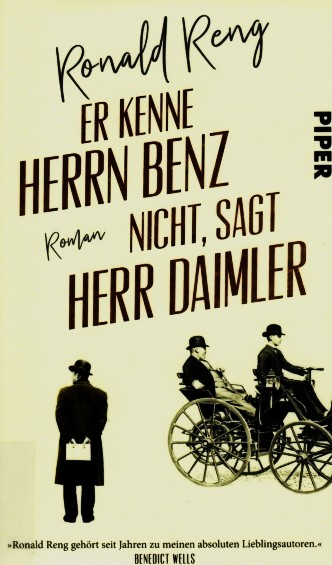 Ronald Reng
ER KENNE
HERRN BENZ
NICHT, SAGT
Roman
HERR DAIMLER
PIPER
»Ronald Reng gehört seit Jahren zu meinen absoluten Lieblingsautoren.«
BENEDICT WELLS